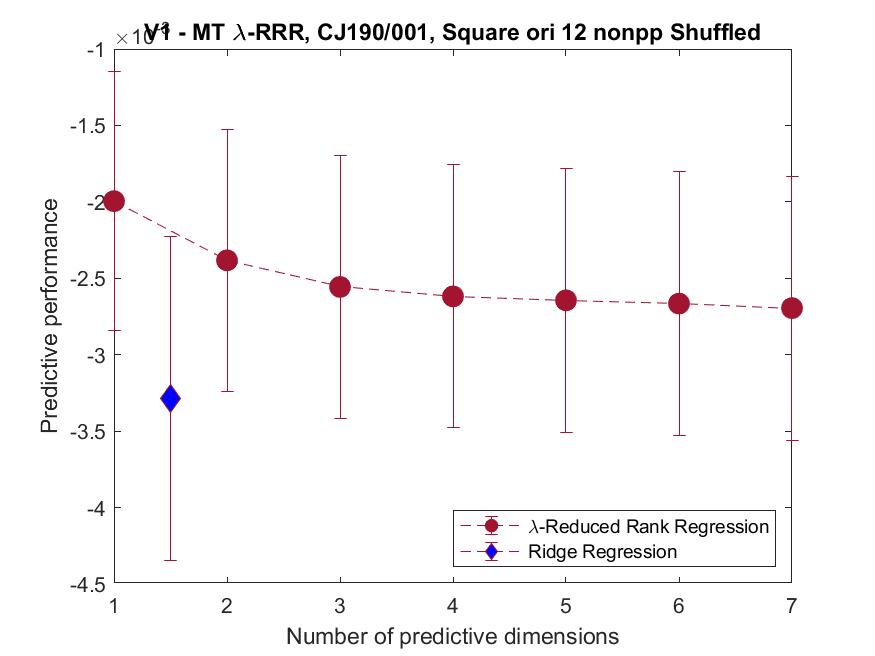 V1 - MT λ-RRR, CJ190/001, Square ori 12 nonpp Shuffled
×10⁻³
-1
-1.5
-2
-2.5
-3
-3.5
-4
-4.5
Predictive performance
λ-Reduced Rank Regression
Ridge Regression
1 2 3 4 5 6 7
Number of predictive dimensions